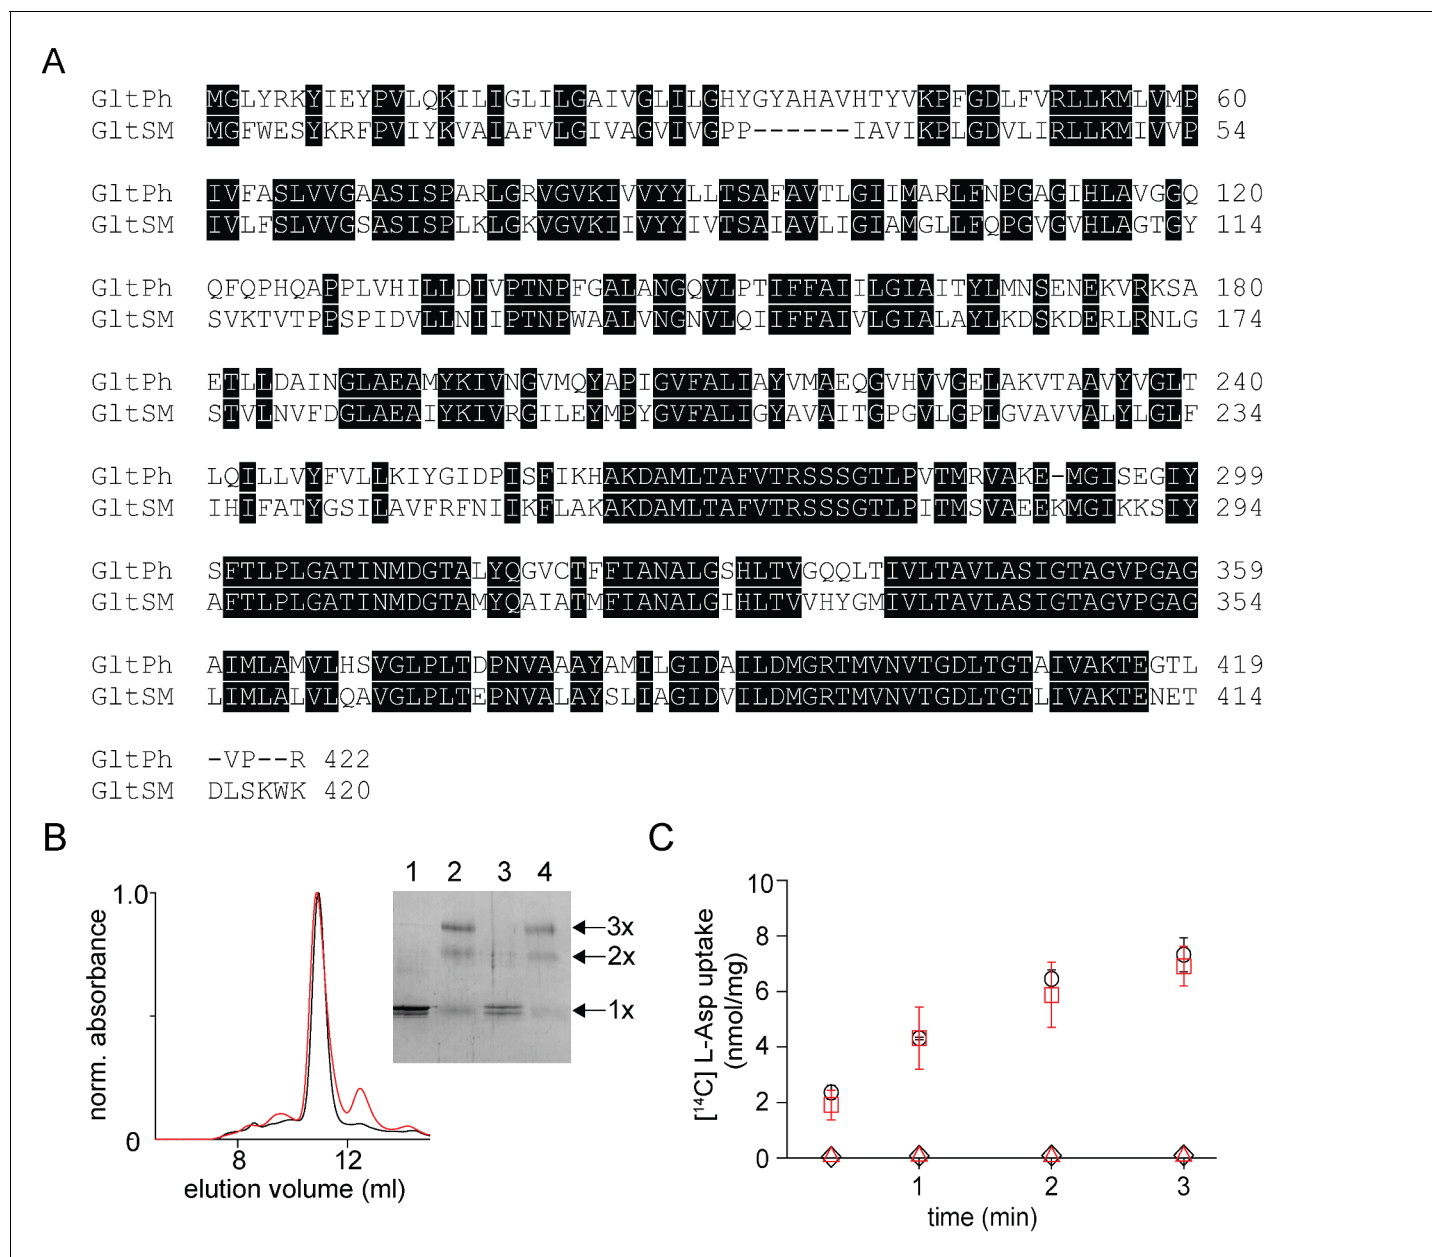 A
GltPh MGLYRKYIEYPVLQKILIGLILGAIVGLILGHYGYAHAVHTYVKPFGDLFVRLLKMLVMP 60
GltSM MGFWESYKRFPVIYKVAIAFVLGIVAGVIVGPP------IAVIKPLGDVLIRLLKMIVVP 54
GltPh IVFASLVVGAASISPARLGRVGVKIVVYYLLTSAFAVTLGIIMARLFNPGAGIHLAVGGQ 120
GltSM IVLFSLVVGSASISPLKLGKVGVKIIVYYIVTSAIAVLIGIAMGLLFQPGVGVHLAGTGY 114
GltPh QFQPHQAPPLVHILLDIVPTNPFGALANGQVLPTIFFAIILGIAITYLMNSENEKVRKSA 180
GltSM SVKTVTPPSPIDVLLNIIPTNPWAALVNGNVLQIIFFAIVLGIALAYLKDSKDERLRNLG 174
GltPh ETLLDAINGLAEAMYKIVNGVMQYAPIGVFALIAYVMAEQGVHVVGELAKVTAAVYVGLT 240
GltSM STVLNVFDGLAEAIYKIVRGILEYMPYGVFALIGYAVAITGPGVLGPLGVAVVALYLGLF 234
GltPh LQILLVYFVLLKIYGIDPISFIKHAKDAMLTAFVTRSSSGTLPVTMRVAKE-MGISEGIY 299
GltSM IHIFATYGSILAVFRFNIIKFLAKAKDAMLTAFVTRSSSGTLPITMSVAEEKMGIKKSIY 294
GltPh SFTLPLGATINMDGTALYQGVCTFFIANALGSHLTVGQQLTIVLTAVLASIGTAGVPGAG 359
GltSM AFTLPLGATINMDGTAMYQAIATMFIANALGIHLTVVHYGMIVLTAVLASIGTAGVPGAG 354
GltPh AIMLAMVLHSVGLPLTDPNVAAAYAMILGIDAILDMGRTMVNVTGDLTGTAIVAKTEGTL 419
GltSM LIMLALVLQAVGLPLTEPNVALAYSLIAGIDVILDMGRTMVNVTGDLTGTLIVAKTENET 414
GltPh -VP--R 422
GltSM DLSKWK 420
B
1 2 3 4
3x
2x
1x
norm. absorbance
1.0
0
8 12
elution volume (ml)
C
[¹⁴C] L-Asp uptake
(nmol/mg)
10
8
6
4
2
0
1 2 3
time (min)